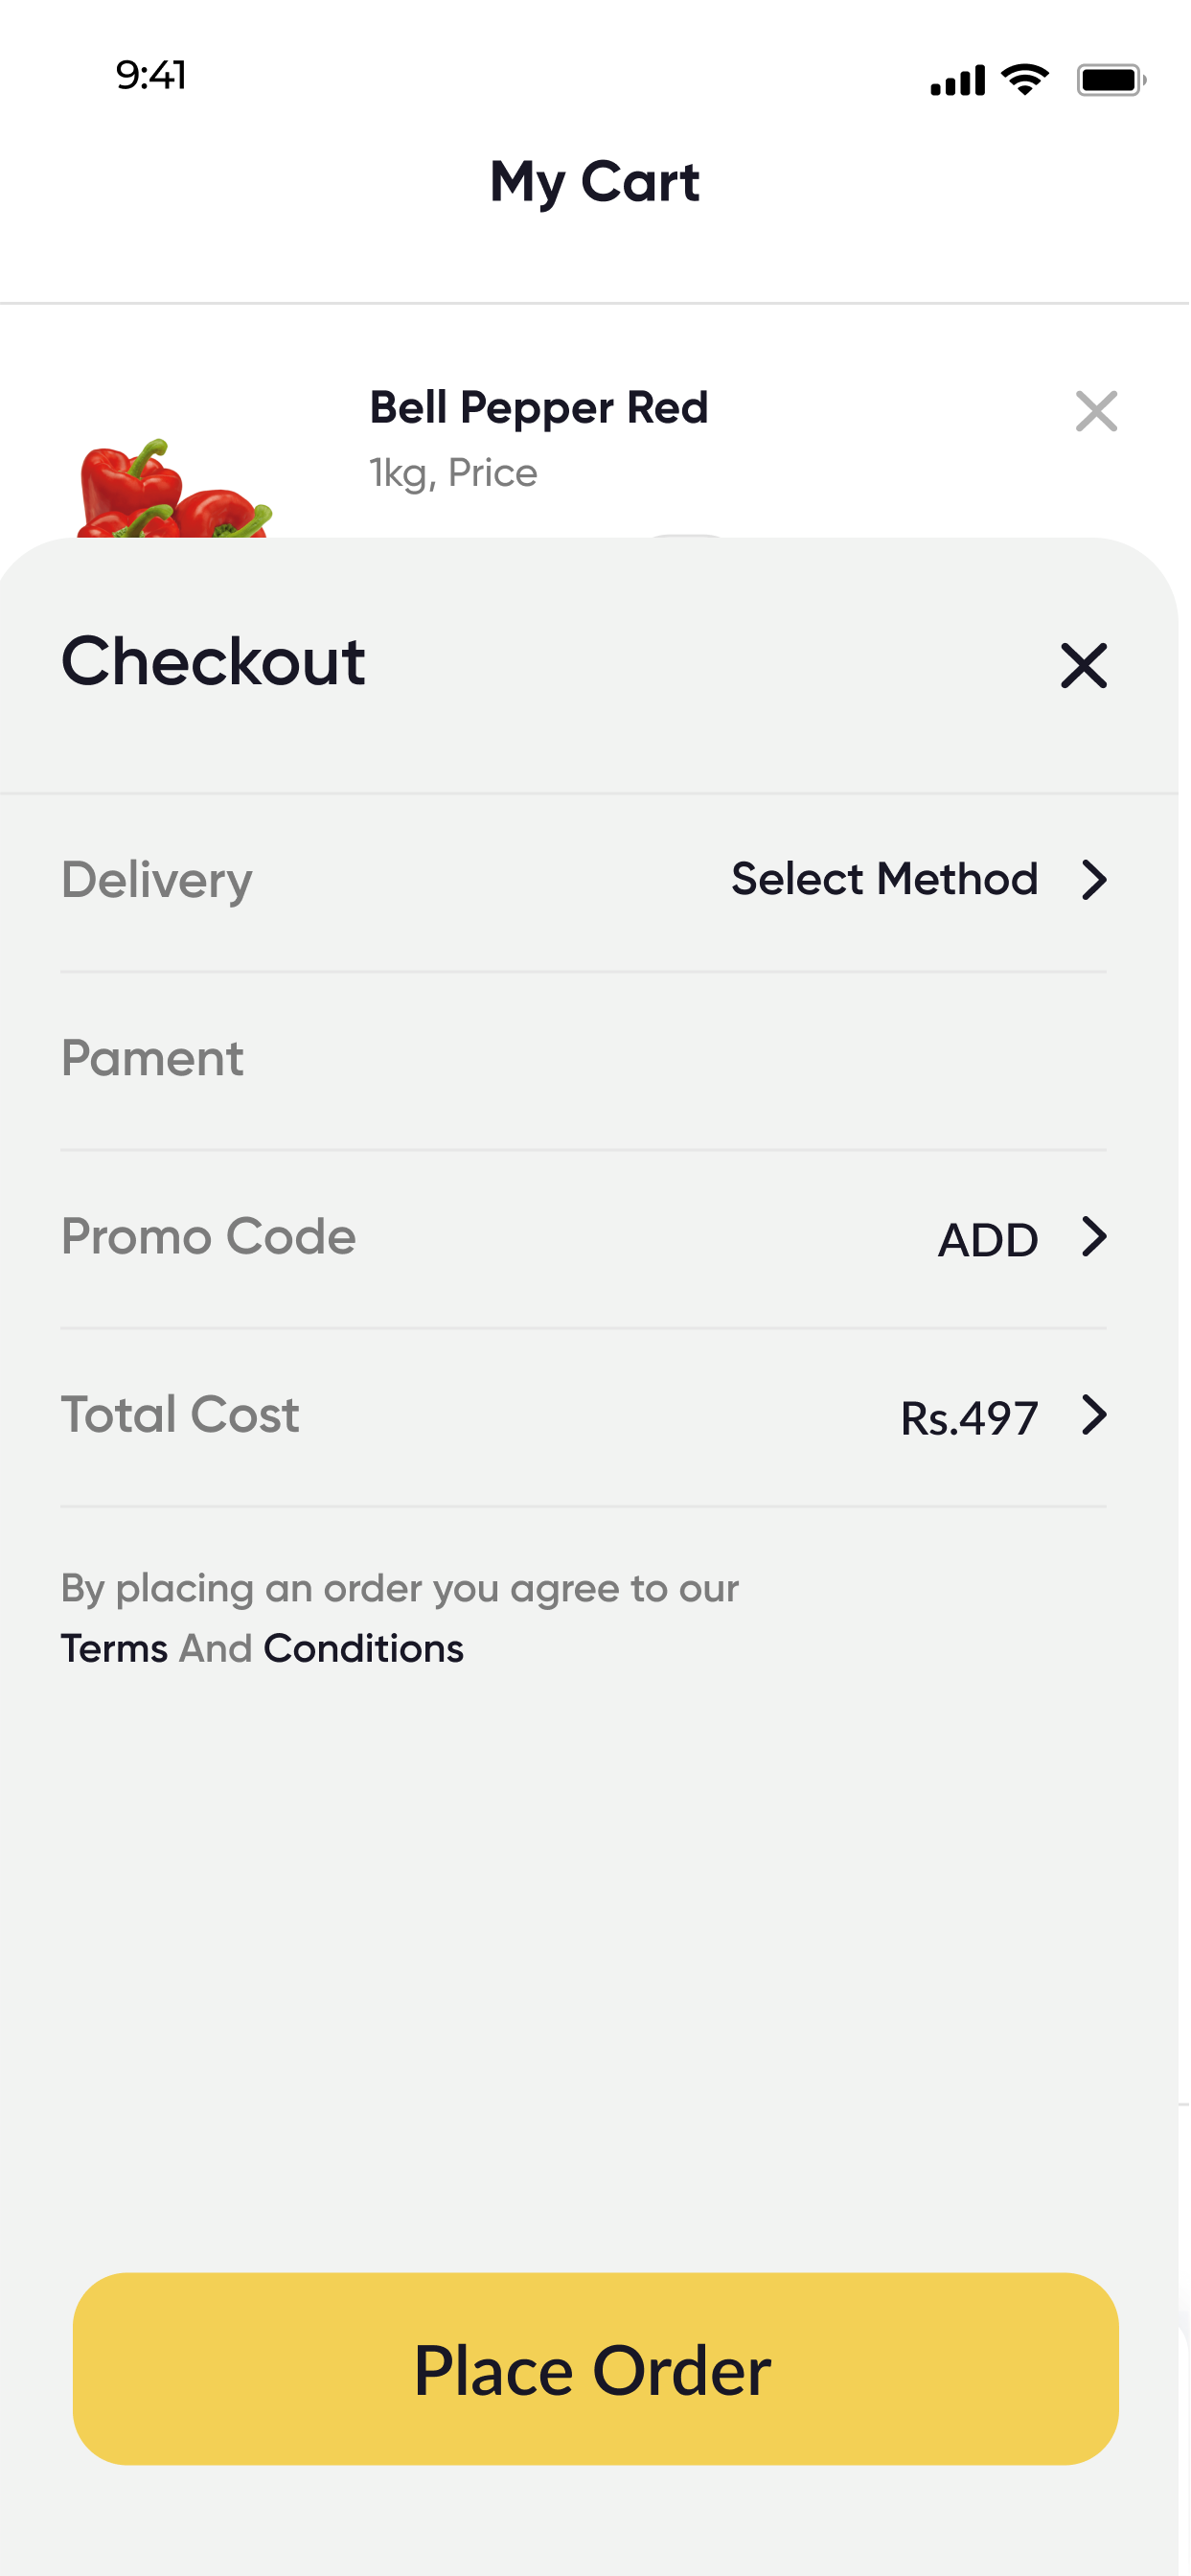 9:41
My Cart
Bell Pepper Red
1kg, Price
Checkout
Delivery Select Method
Pament
Promo Code ADD
Total Cost Rs.497
By placing an order you agree to our
Terms And Conditions
Place Order